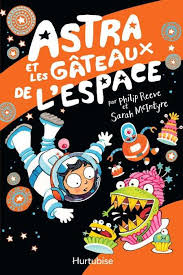 ASTRA
ET LES GÂTEAUX
DE L'ESPACE
par Philip Reeve
et
Sarah McIntyre
Hurtubise